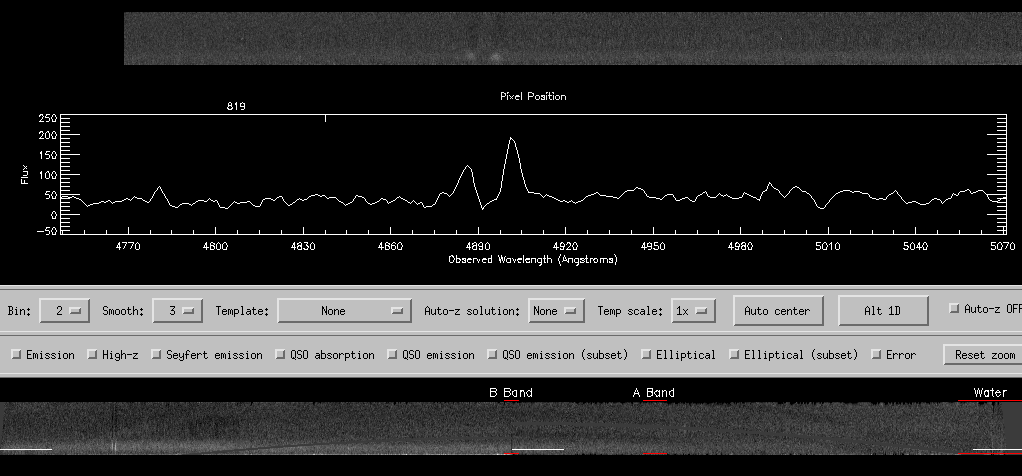 Pixel Position
819
250
200
150
100
50
0
-50
Flux
4770 4800 4830 4860 4890 4920 4950 4980 5010 5040 5070
Observed Wavelength (Angstroms)
Bin: 2 Smooth: 3 Template: None Auto-z solution: None Temp scale: 1x Auto center Alt 1D Auto-z OFF
Emission High-z Seyfert emission QSO absorption QSO emission QSO emission (subset) Elliptical Elliptical (subset) Error Reset zoom
B Band A Band Water